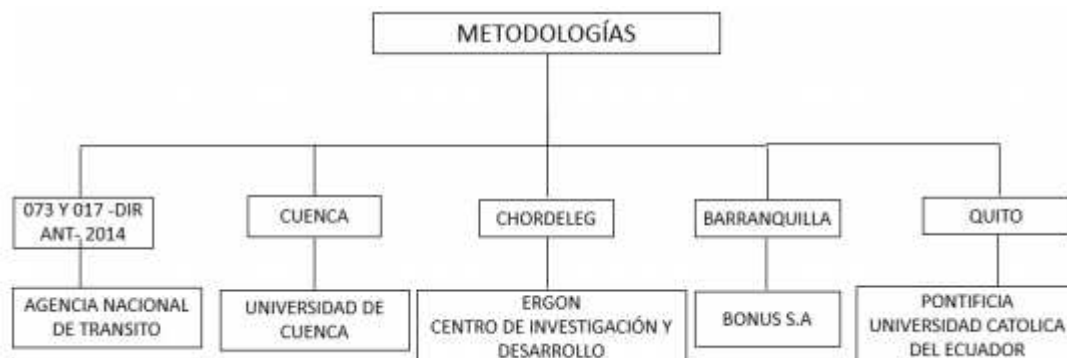 METODOLOGÍAS
073 Y 017 -DIR
ANT- 2014
CUENCA
CHORDELEG
BARRANQUILLA
QUITO
AGENCIA NACIONAL
DE TRANSITO
UNIVERSIDAD DE
CUENCA
ERGON
CENTRO DE INVESTIGACIÓN Y
DESARROLLO
BONUS S.A
PONTIFICIA
UNIVERSIDAD CATOLICA
DEL ECUADOR